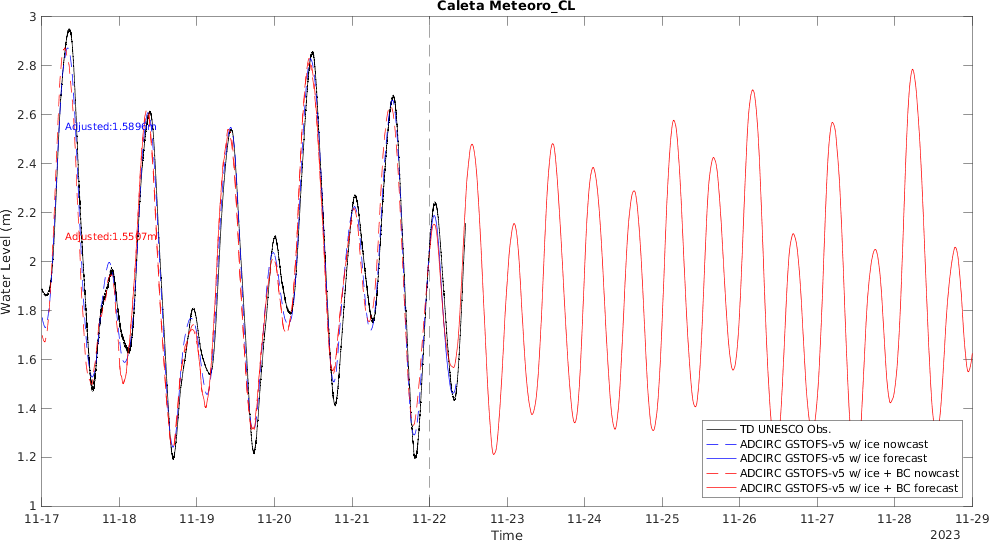 Caleta Meteoro_CL
3
2.8
2.6
2.4
2.2
2
1.8
1.6
1.4
1.2
1
Water Level (m)
Adjusted:1.5896m
Adjusted:1.5507m
TD UNESCO Obs.
ADCIRC GSTOFS-v5 w/ ice nowcast
ADCIRC GSTOFS-v5 w/ ice forecast
ADCIRC GSTOFS-v5 w/ ice + BC nowcast
ADCIRC GSTOFS-v5 w/ ice + BC forecast
11-17 11-18 11-19 11-20 11-21 11-22 11-23 11-24 11-25 11-26 11-27 11-28 11-29
Time
2023